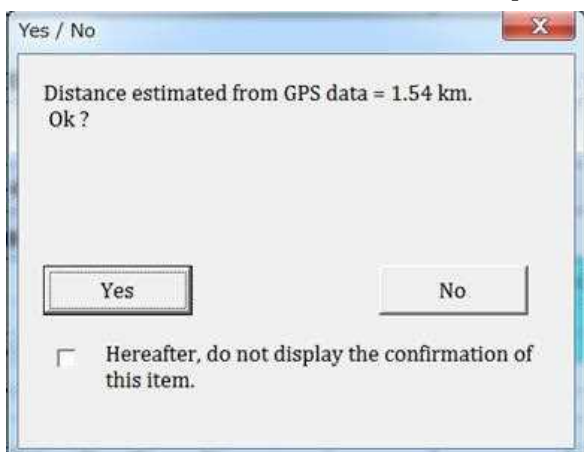 Yes / No
Distance estimated from GPS data = 1.54 km.
Ok ?
Yes
No
Hereafter, do not display the confirmation of
this item.